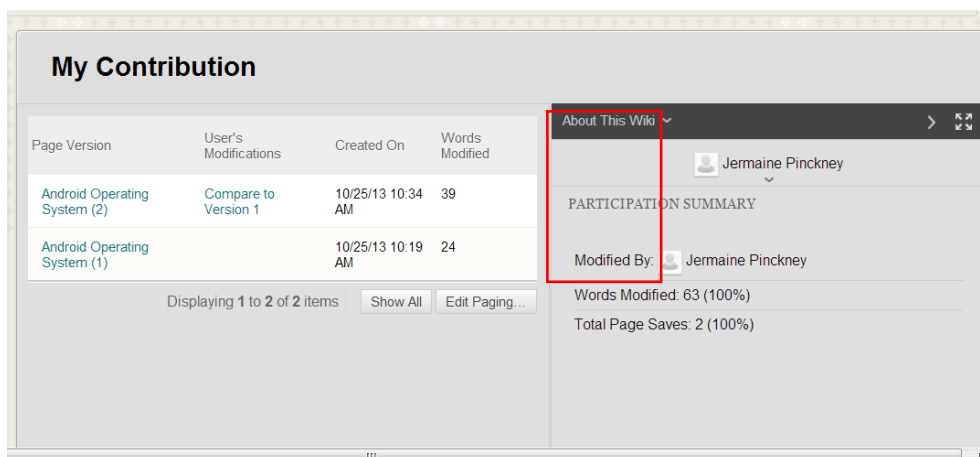 My Contribution
Page Version
User's
Modifications
Created On
Words
Modified
Android Operating
System (2)
Compare to
Version 1
10/25/13 10:34
AM
39
Android Operating
System (1)
10/25/13 10:19
AM
24
Displaying 1 to 2 of 2 items
Show All
Edit Paging...
About This Wiki
Jermaine Pinckney
PARTICIPATION SUMMARY
Modified By: Jermaine Pinckney
Words Modified: 63 (100%)
Total Page Saves: 2 (100%)